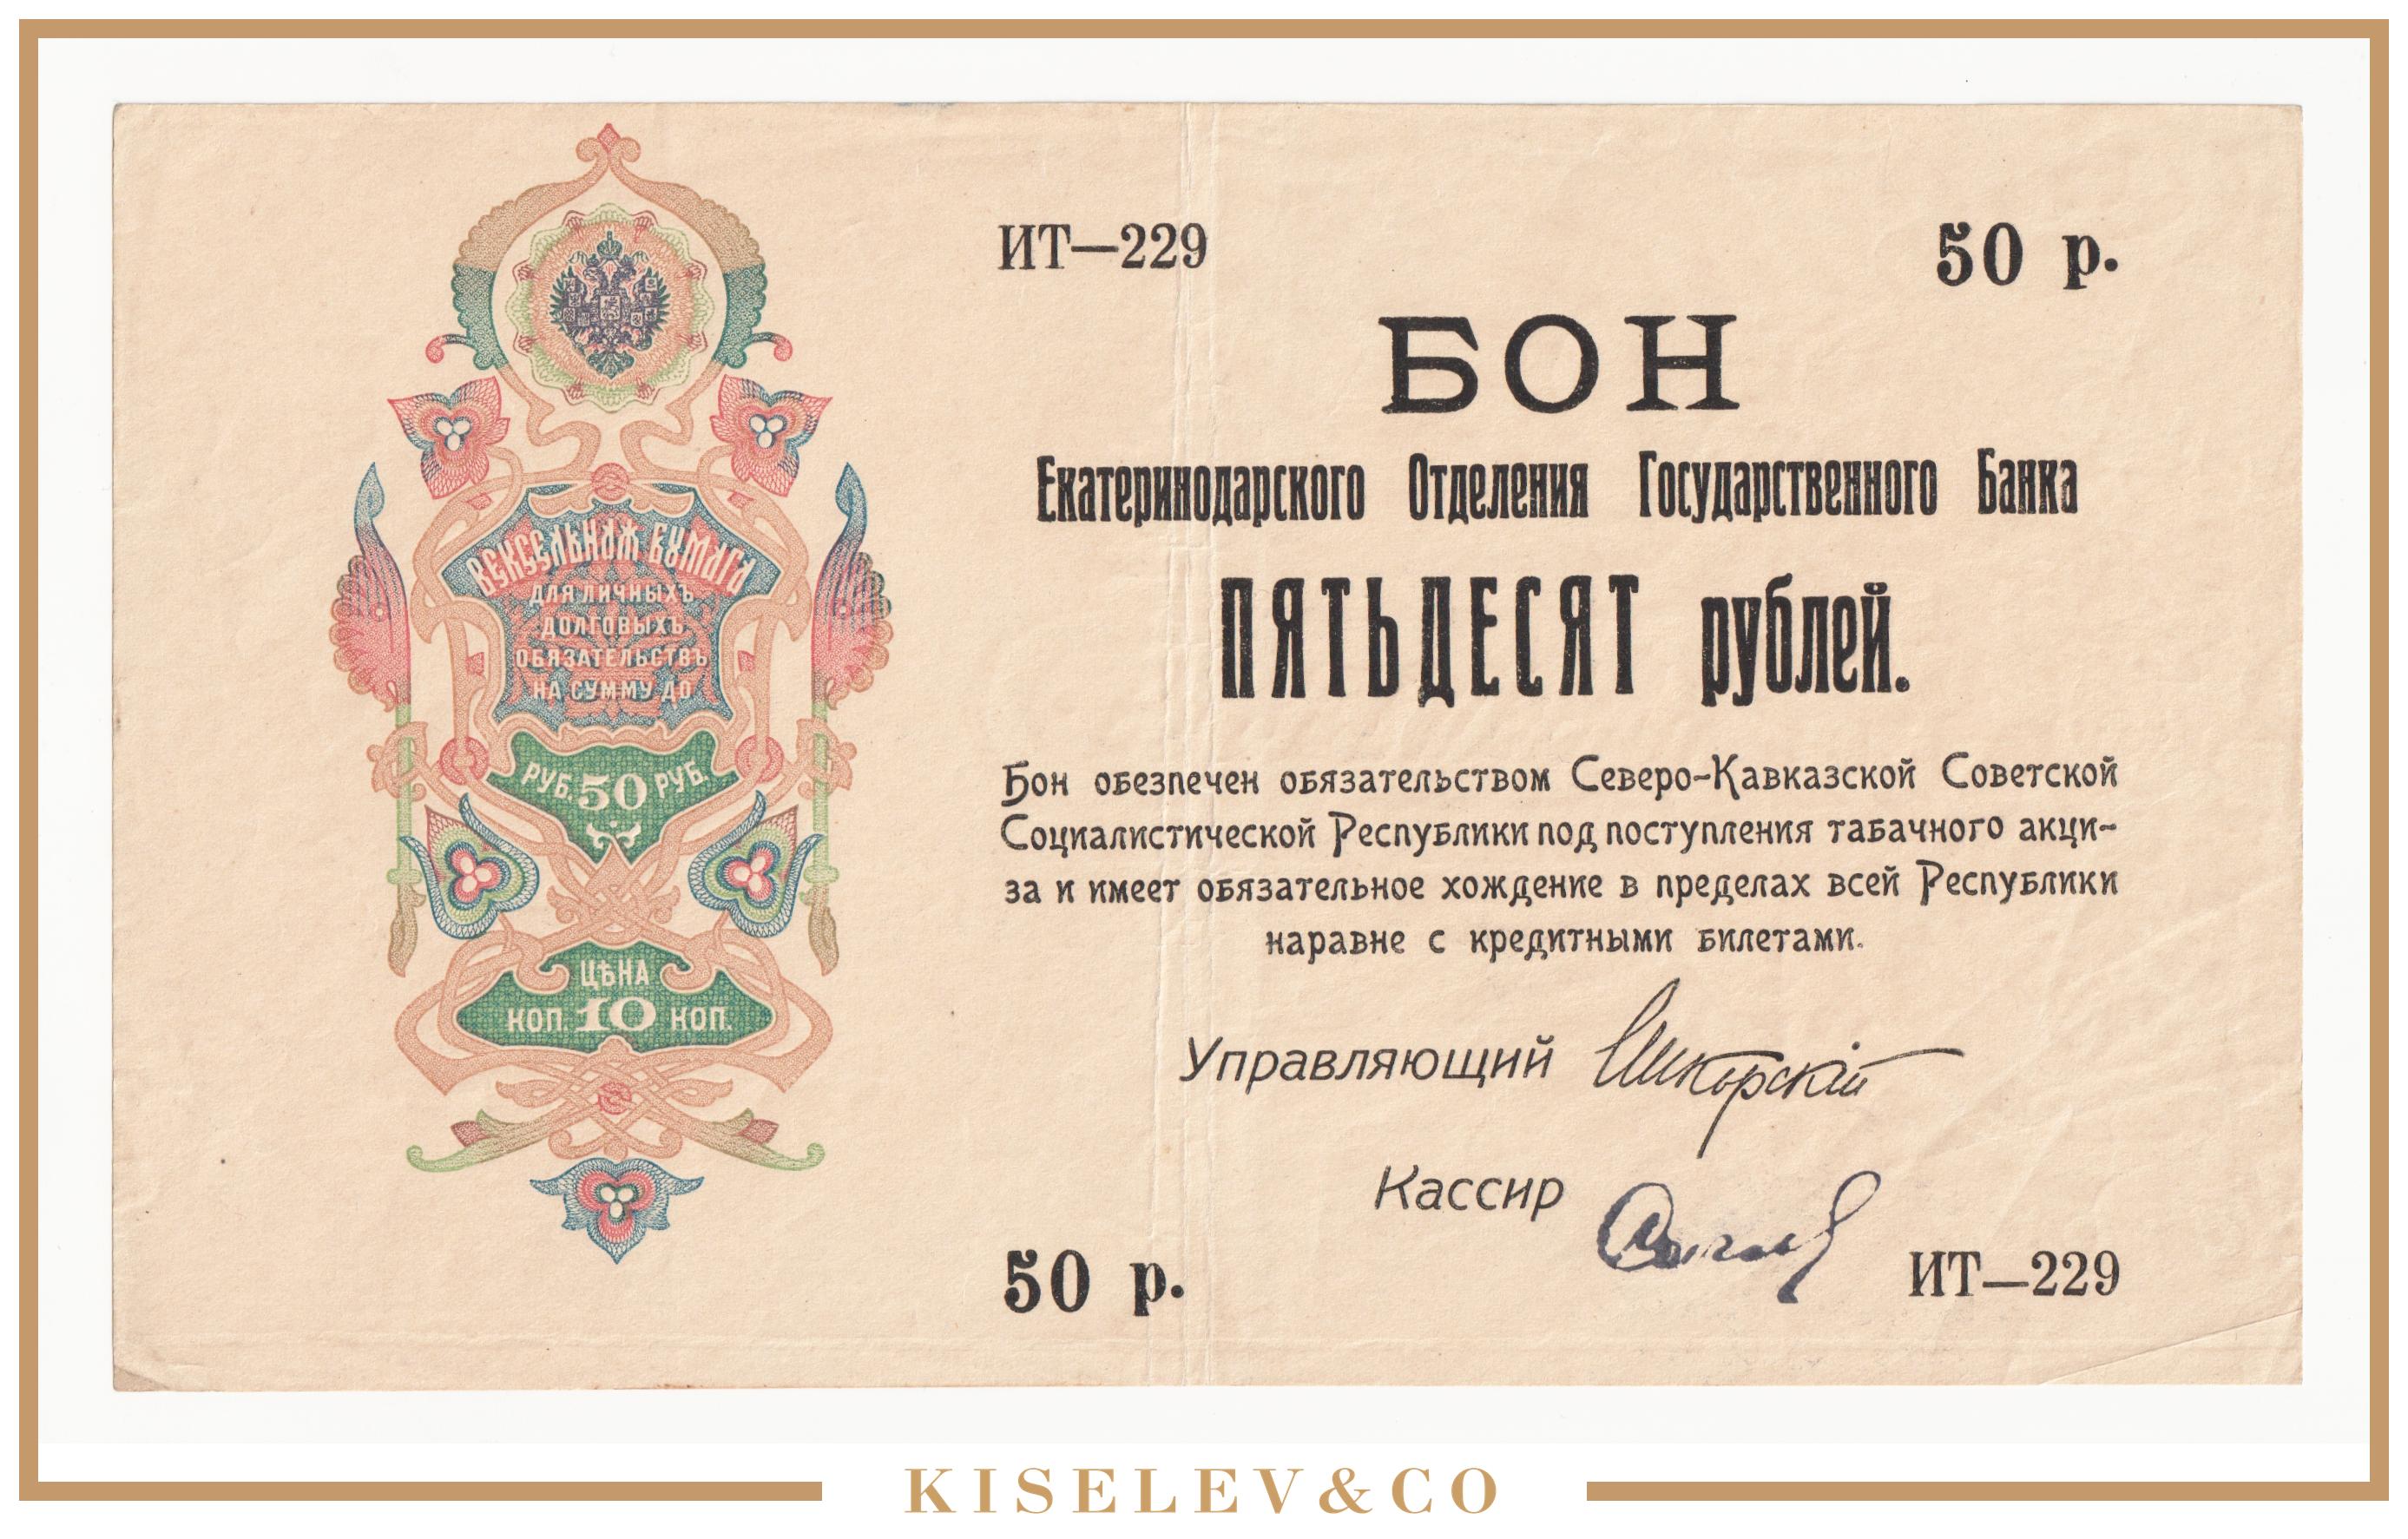 ВЕКСЕЛЬНАЯ БУМАГА
ДЛЯ ЛИЧНЫХЪ
ДОЛГОВЫХЪ
ОБЯЗАТЕЛЬСТВЪ
НА СУММУ ДО
РУБ. 50 РУБ.
ЦѢНА
КОП. 10 КОП.
ИТ—229
50 р.
БОН
Екатеринодарского Отделения Государственного Банка
ПЯТЬДЕСЯТ рублей.
Бон обезпечен обязательством Северо-Кавказской Советской
Социалистической Республики под поступления табачного акци-
за и имеет обязательное хождение в пределах всей Республики
наравне с кредитными билетами.
Управляющий
Кассир
50 р.
ИТ—229
KISELEV&CO